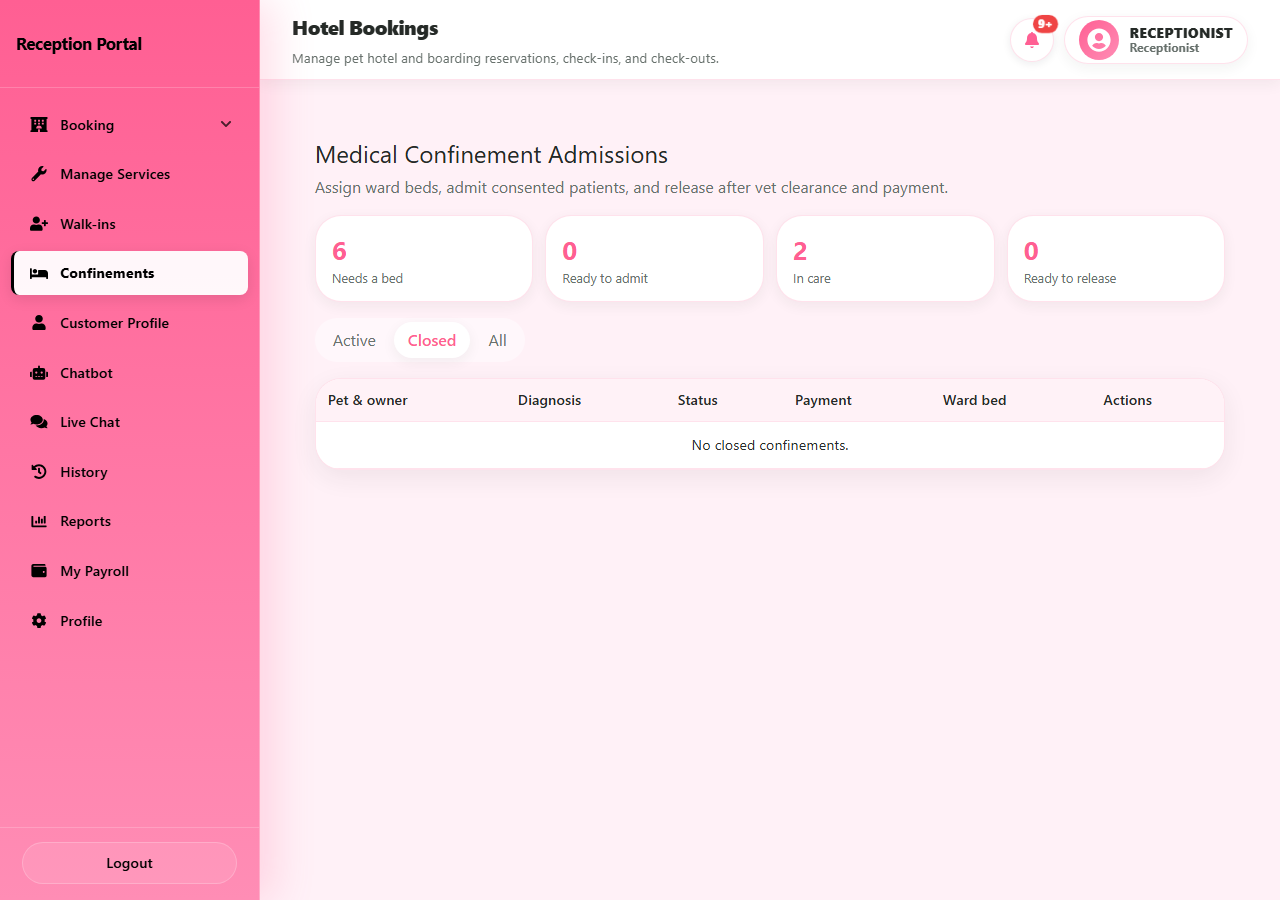 Reception Portal
Booking
Manage Services
Walk-ins
Confinements
Customer Profile
Chatbot
Live Chat
History
Reports
My Payroll
Profile
Logout
Hotel Bookings
Manage pet hotel and boarding reservations, check-ins, and check-outs.
9+
RECEPTIONIST
Receptionist
Medical Confinement Admissions
Assign ward beds, admit consented patients, and release after vet clearance and payment.
6
Needs a bed
0
Ready to admit
2
In care
0
Ready to release
Active Closed All
Pet & owner Diagnosis Status Payment Ward bed Actions
No closed confinements.